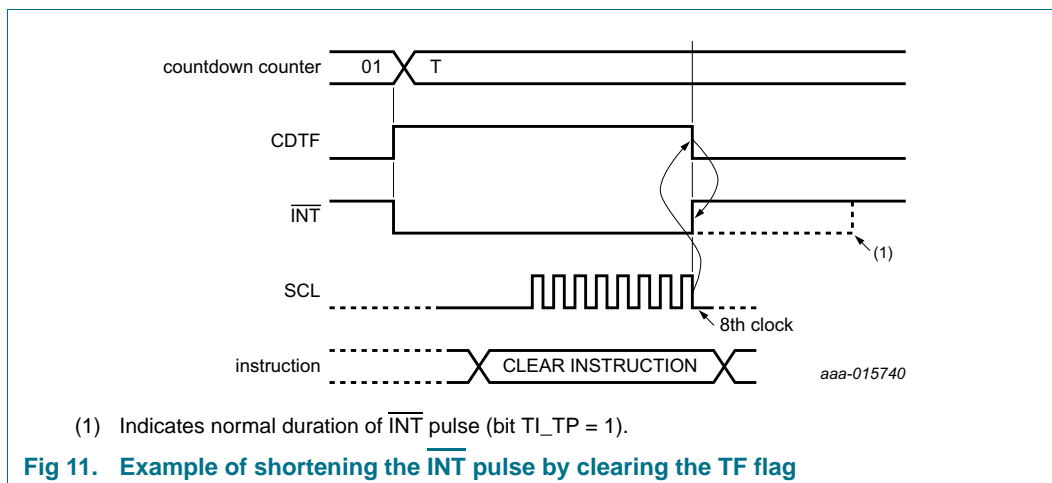 countdown counter 01 T
CDTF
INT
(1)
SCL
8th clock
instruction CLEAR INSTRUCTION
aaa-015740
(1) Indicates normal duration of INT pulse (bit TI_TP = 1).
Fig 11. Example of shortening the INT pulse by clearing the TF flag